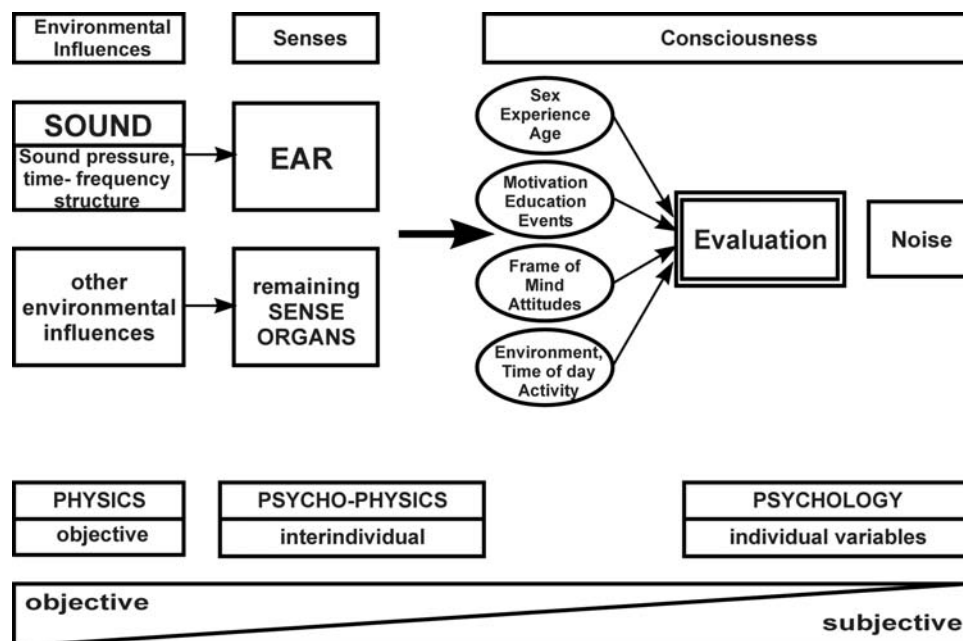 Environmental
Influences
Senses
Consciousness
SOUND
Sound pressure,
time- frequency
structure
EAR
other
environmental
influences
remaining
SENSE
ORGANS
Sex
Experience
Age
Motivation
Education
Events
Frame of
Mind
Attitudes
Environment,
Time of day
Activity
Evaluation
Noise
PHYSICS
objective
PSYCHO-PHYSICS
interindividual
PSYCHOLOGY
individual variables
objective
subjective